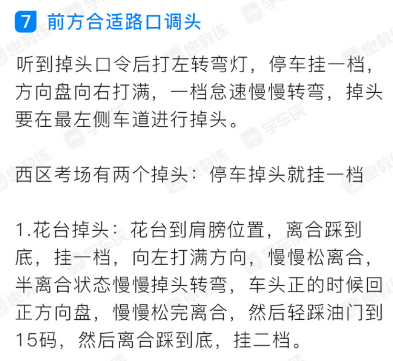 7 前方合适路口调头
听到掉头口令后打左转弯灯，停车挂一档，
方向盘向右打满，一档怠速慢慢转弯，掉头
要在最左侧车道进行掉头。
西区考场有两个掉头：停车掉头就挂一档
1.花台掉头：花台到肩膀位置，离合踩到
底，挂一档，向左打满方向，慢慢松离合，
半离合状态慢慢掉头转弯，车头正的时候回
正方向盘，慢慢松完离合，然后轻踩油门到
15码，然后离合踩到底，挂二档。